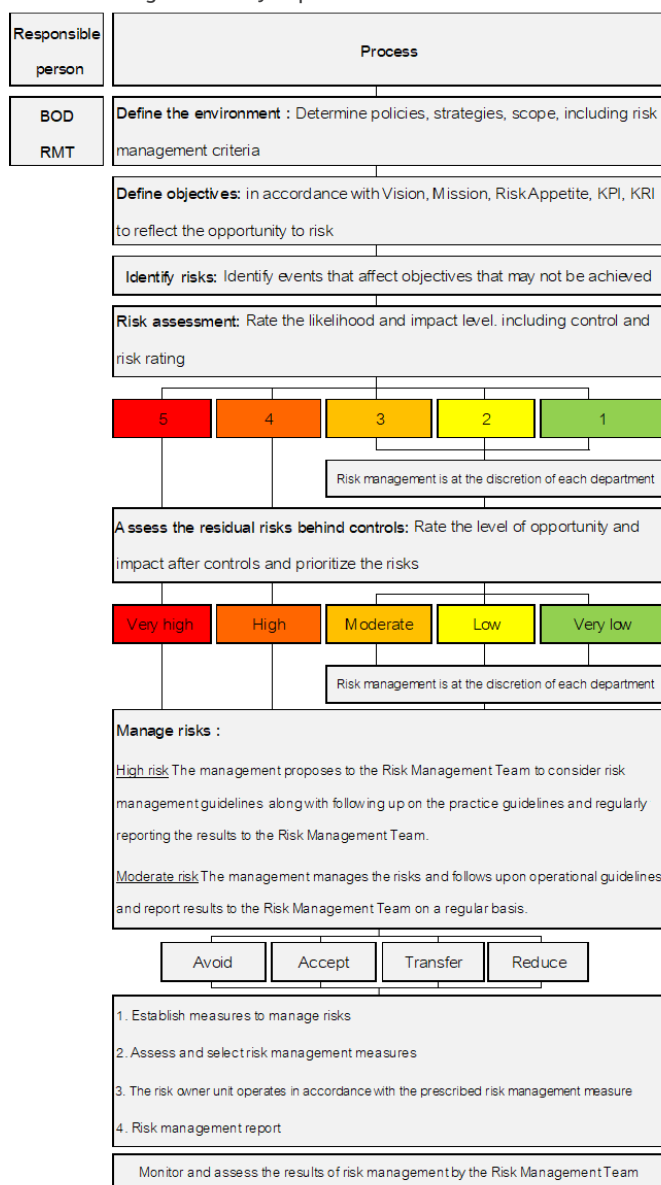 Responsible
person
Process
BOD
RMT
Define the environment : Determine policies, strategies, scope, including risk
management criteria
Define objectives: in accordance with Vision, Mission, Risk Appetite, KPI, KRI
to reflect the opportunity to risk
Identify risks: Identify events that affect objectives that may not be achieved
Risk assessment: Rate the likelihood and impact level. including control and
risk rating
5
4
3
2
1
Risk management is at the discretion of each department
Assess the residual risks behind controls: Rate the level of opportunity and
impact after controls and prioritize the risks
Very high
High
Moderate
Low
Very low
Risk management is at the discretion of each department
Manage risks :
High risk The management proposes to the Risk Management Team to consider risk
management guidelines along with following up on the practice guidelines and regularly
reporting the results to the Risk Management Team.
Moderate risk The management manages the risks and follows upon operational guidelines
and report results to the Risk Management Team on a regular basis.
Avoid
Accept
Transfer
Reduce
1. Establish measures to manage risks
2. Assess and select risk management measures
3. The risk owner unit operates in accordance with the prescribed risk management measure
4. Risk management report
Monitor and assess the results of risk management by the Risk Management Team